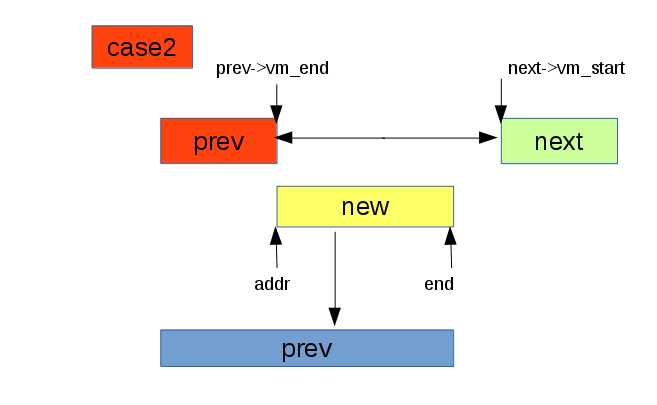 case2
prev->vm_end
next->vm_start
prev
next
new
addr
end
prev